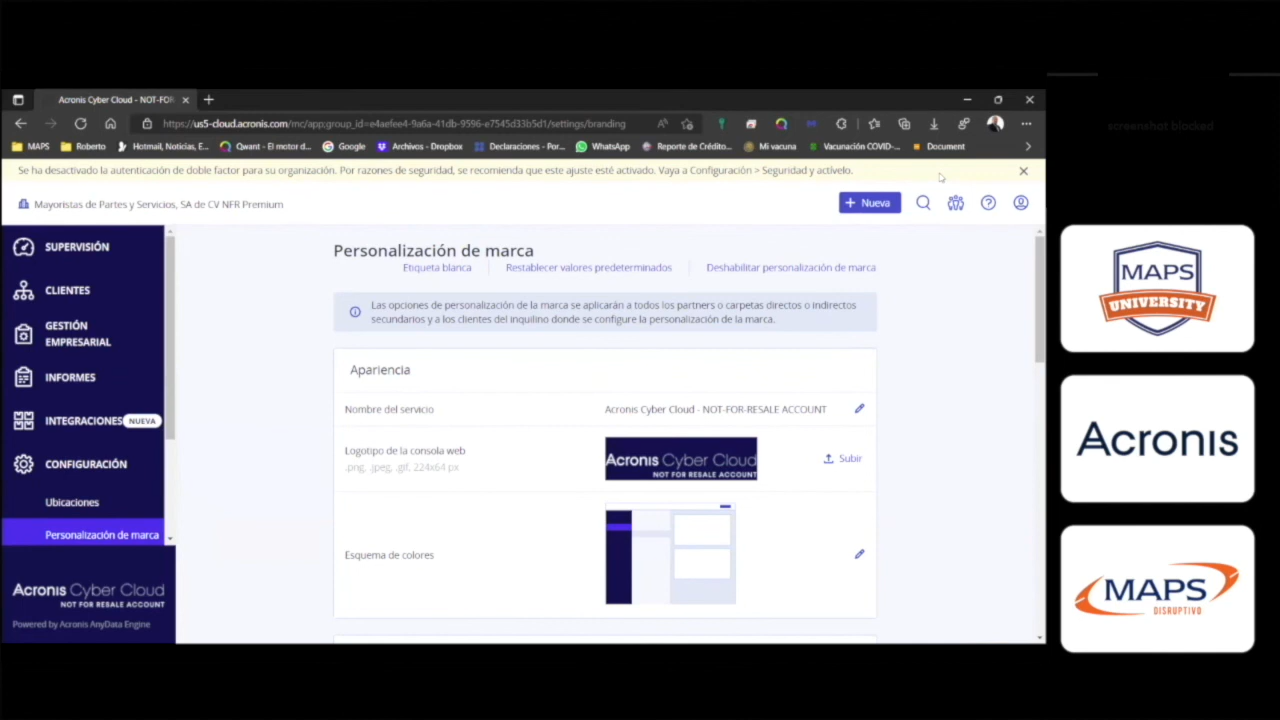 Acronis Cyber Cloud - NOT-FOR
https://us5-cloud.acronis.com/mc/app;group_id=e4aefee4-9a6a-41db-9596-e7545d33b5d1/settings/branding
MAPS
Roberto
Hotmail, Noticias, E...
Qwant - El motor d...
Google
Archivos - Dropbox
Declaraciones - Por...
WhatsApp
Reporte de Crédito...
Mi vacuna
Vacunación COVID-...
Document
Se ha desactivado la autenticación de doble factor para su organización. Por razones de seguridad, se recomienda que este ajuste esté activado. Vaya a Configuración > Seguridad y actívelo.
Mayoristas de Partes y Servicios, SA de CV NFR Premium
+ Nueva
SUPERVISIÓN
CLIENTES
GESTIÓN
EMPRESARIAL
INFORMES
INTEGRACIONES NUEVA
CONFIGURACIÓN
Ubicaciones
Personalización de marca
Acronis Cyber Cloud
NOT FOR RESALE ACCOUNT
Powered by Acronis AnyData Engine
Personalización de marca
Etiqueta blanca
Restablecer valores predeterminados
Deshabilitar personalización de marca
Las opciones de personalización de la marca se aplicarán a todos los partners o carpetas directos o indirectos
secundarios y a los clientes del inquilino donde se configure la personalización de la marca.
Apariencia
Nombre del servicio
Acronis Cyber Cloud - NOT-FOR-RESALE ACCOUNT
Logotipo de la consola web
.png, .jpeg, .gif, 224x64 px
Acronis Cyber Cloud
NOT FOR RESALE ACCOUNT
Subir
Esquema de colores
screenshot blocked
MAPS
UNIVERSITY
Acronis
MAPS
DISRUPTIVO